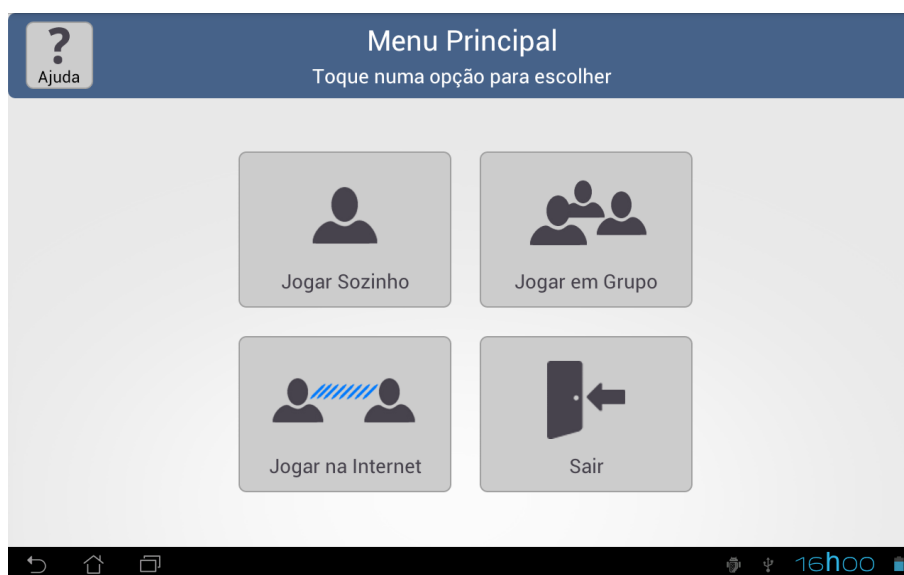 ?
Ajuda
Menu Principal
Toque numa opção para escolher
Jogar Sozinho
Jogar em Grupo
Jogar na Internet
Sair
16h00